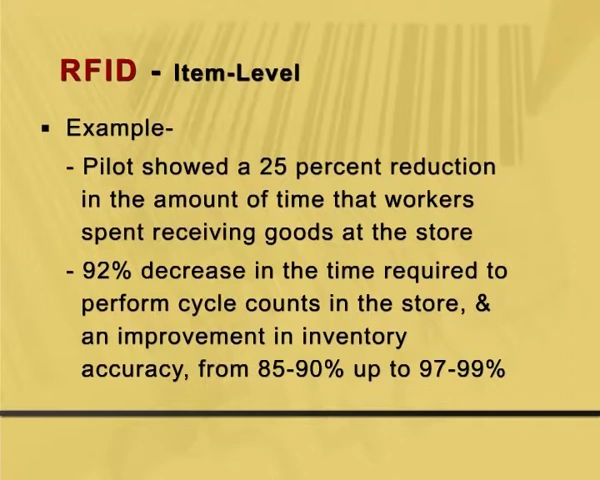 RFID - Item-Level
▪ Example-
- Pilot showed a 25 percent reduction
in the amount of time that workers
spent receiving goods at the store
- 92% decrease in the time required to
perform cycle counts in the store, &
an improvement in inventory
accuracy, from 85-90% up to 97-99%